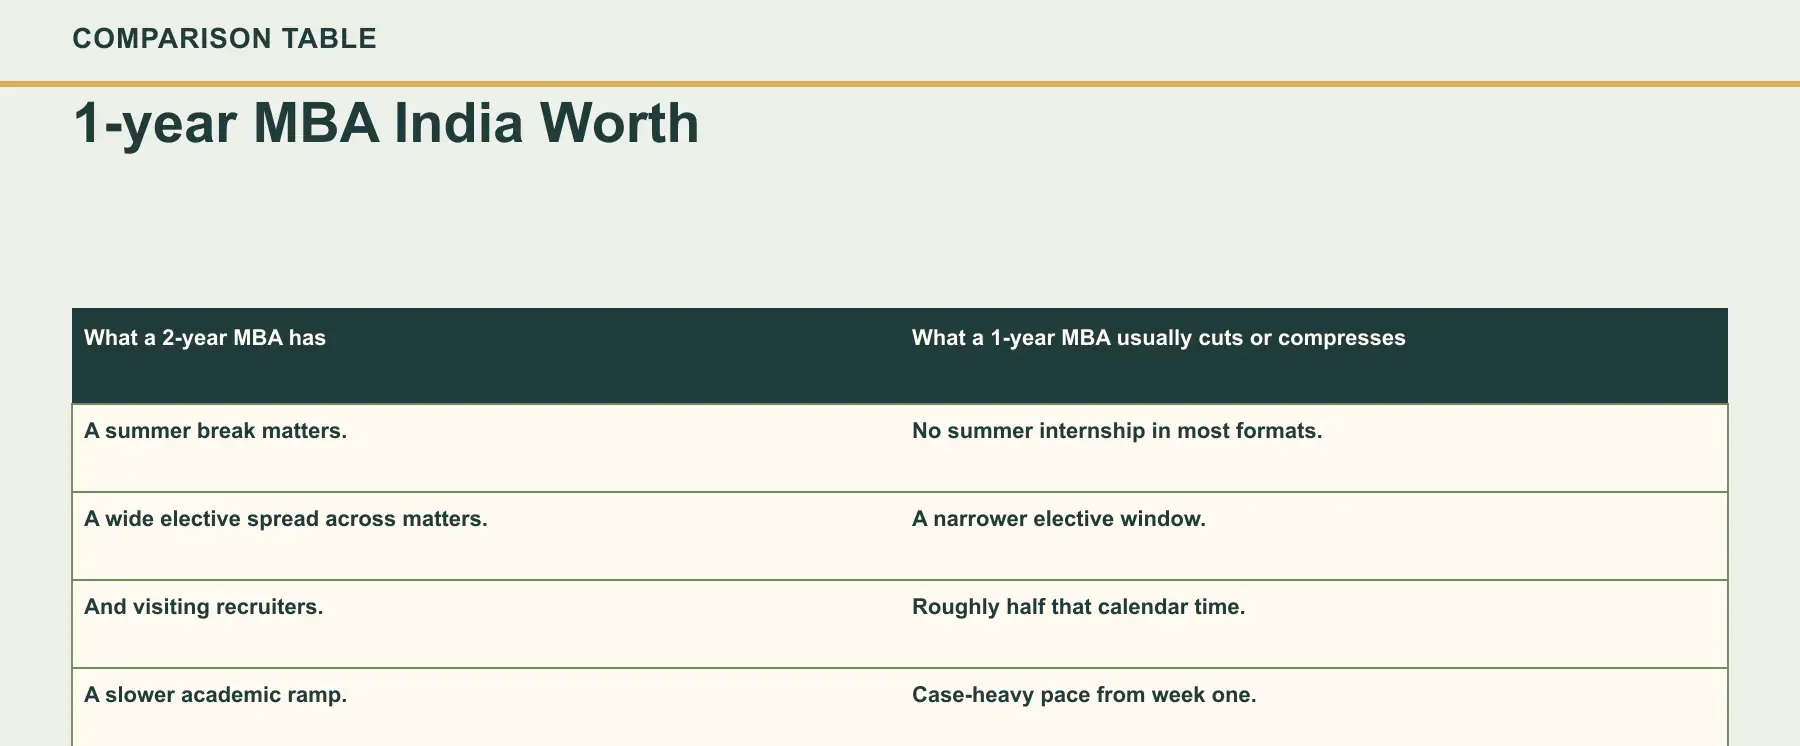 COMPARISON TABLE
1-year MBA India Worth
What a 2-year MBA has
What a 1-year MBA usually cuts or compresses
A summer break matters.
No summer internship in most formats.
A wide elective spread across matters.
A narrower elective window.
And visiting recruiters.
Roughly half that calendar time.
A slower academic ramp.
Case-heavy pace from week one.